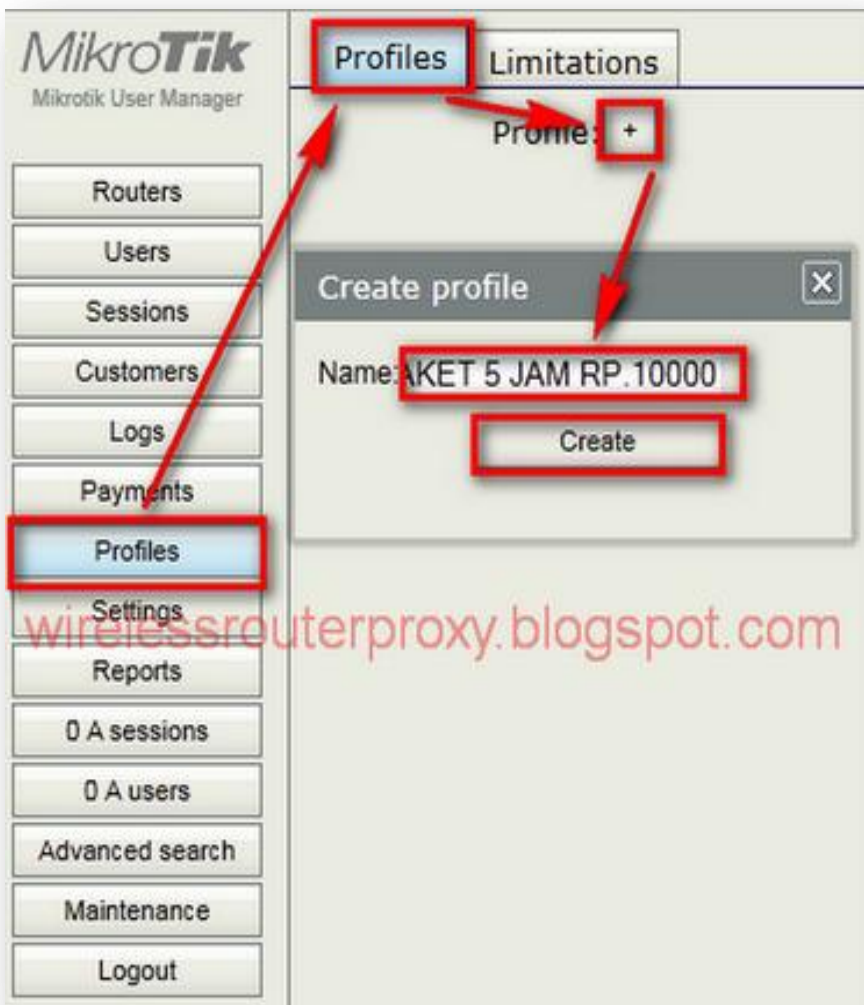 MikroTik
Mikrotik User Manager
Profiles
Limitations
Profile: +
Routers
Users
Sessions
Customers
Logs
Payments
Profiles
Settings
Reports
0 A sessions
0 A users
Advanced search
Maintenance
Logout
Create profile
Name: AKET 5 JAM RP.10000
Create
wirelessrouterproxy.blogspot.com